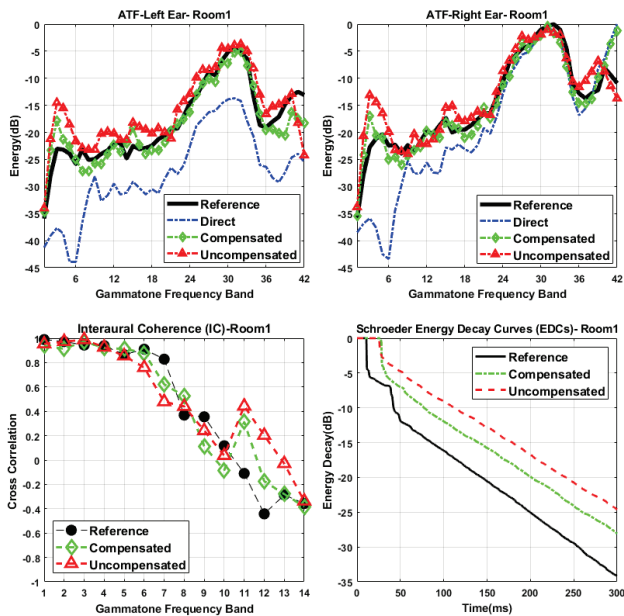 ATF-Left Ear- Room1
0
-5
-10
-15
-20
-25
-30
-35
-40
-45
Energy(dB)
6 12 18 24 30 36 42
Gammatone Frequency Band
Reference
Direct
Compensated
Uncompensated
ATF-Right Ear- Room1
0
-5
-10
-15
-20
-25
-30
-35
-40
-45
Energy(dB)
6 12 18 24 30 36 42
Gammatone Frequency Band
Reference
Direct
Compensated
Uncompensated
Interaural Coherence (IC)-Room1
1
0.8
0.6
0.4
0.2
0
-0.2
-0.4
-0.6
-0.8
-1
Cross Correlation
1 2 3 4 5 6 7 8 9 10 11 12 13 14
Gammatone Frequency Band
Reference
Compensated
Uncompensated
Schroeder Energy Decay Curves (EDCs)- Room1
0
-5
-10
-15
-20
-25
-30
-35
Energy Decay(dB)
0 50 100 150 200 250 300
Time(ms)
Reference
Compensated
Uncompensated